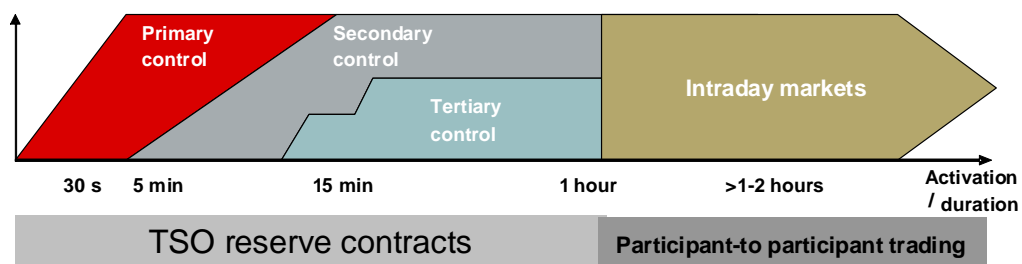 Primary
control
Secondary
control
Tertiary
control
Intraday markets
30 s
5 min
15 min
1 hour
>1-2 hours
Activation
/ duration
TSO reserve contracts
Participant-to participant trading